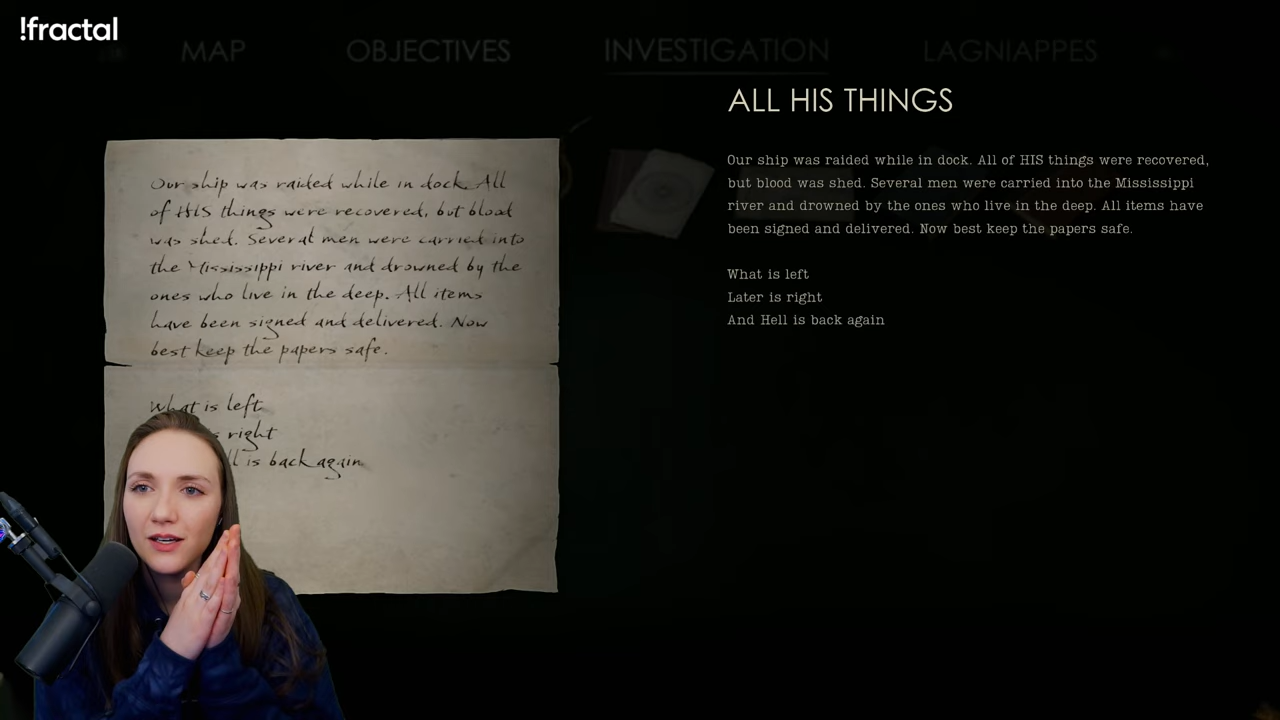 !fractal
MAP
OBJECTIVES
INVESTIGATION
LAGNIAPPES
ALL HIS THINGS
Our ship was raided while in dock. All
of HIS things were recovered, but blood
was shed. Several men were carried into
the Mississippi river and drowned by the
ones who live in the deep. All items
have been signed and delivered. Now
best keep the papers safe.
What is left
right
is back again
Our ship was raided while in dock. All of HIS things were recovered,
but blood was shed. Several men were carried into the Mississippi
river and drowned by the ones who live in the deep. All items have
been signed and delivered. Now best keep the papers safe.
What is left
Later is right
And Hell is back again